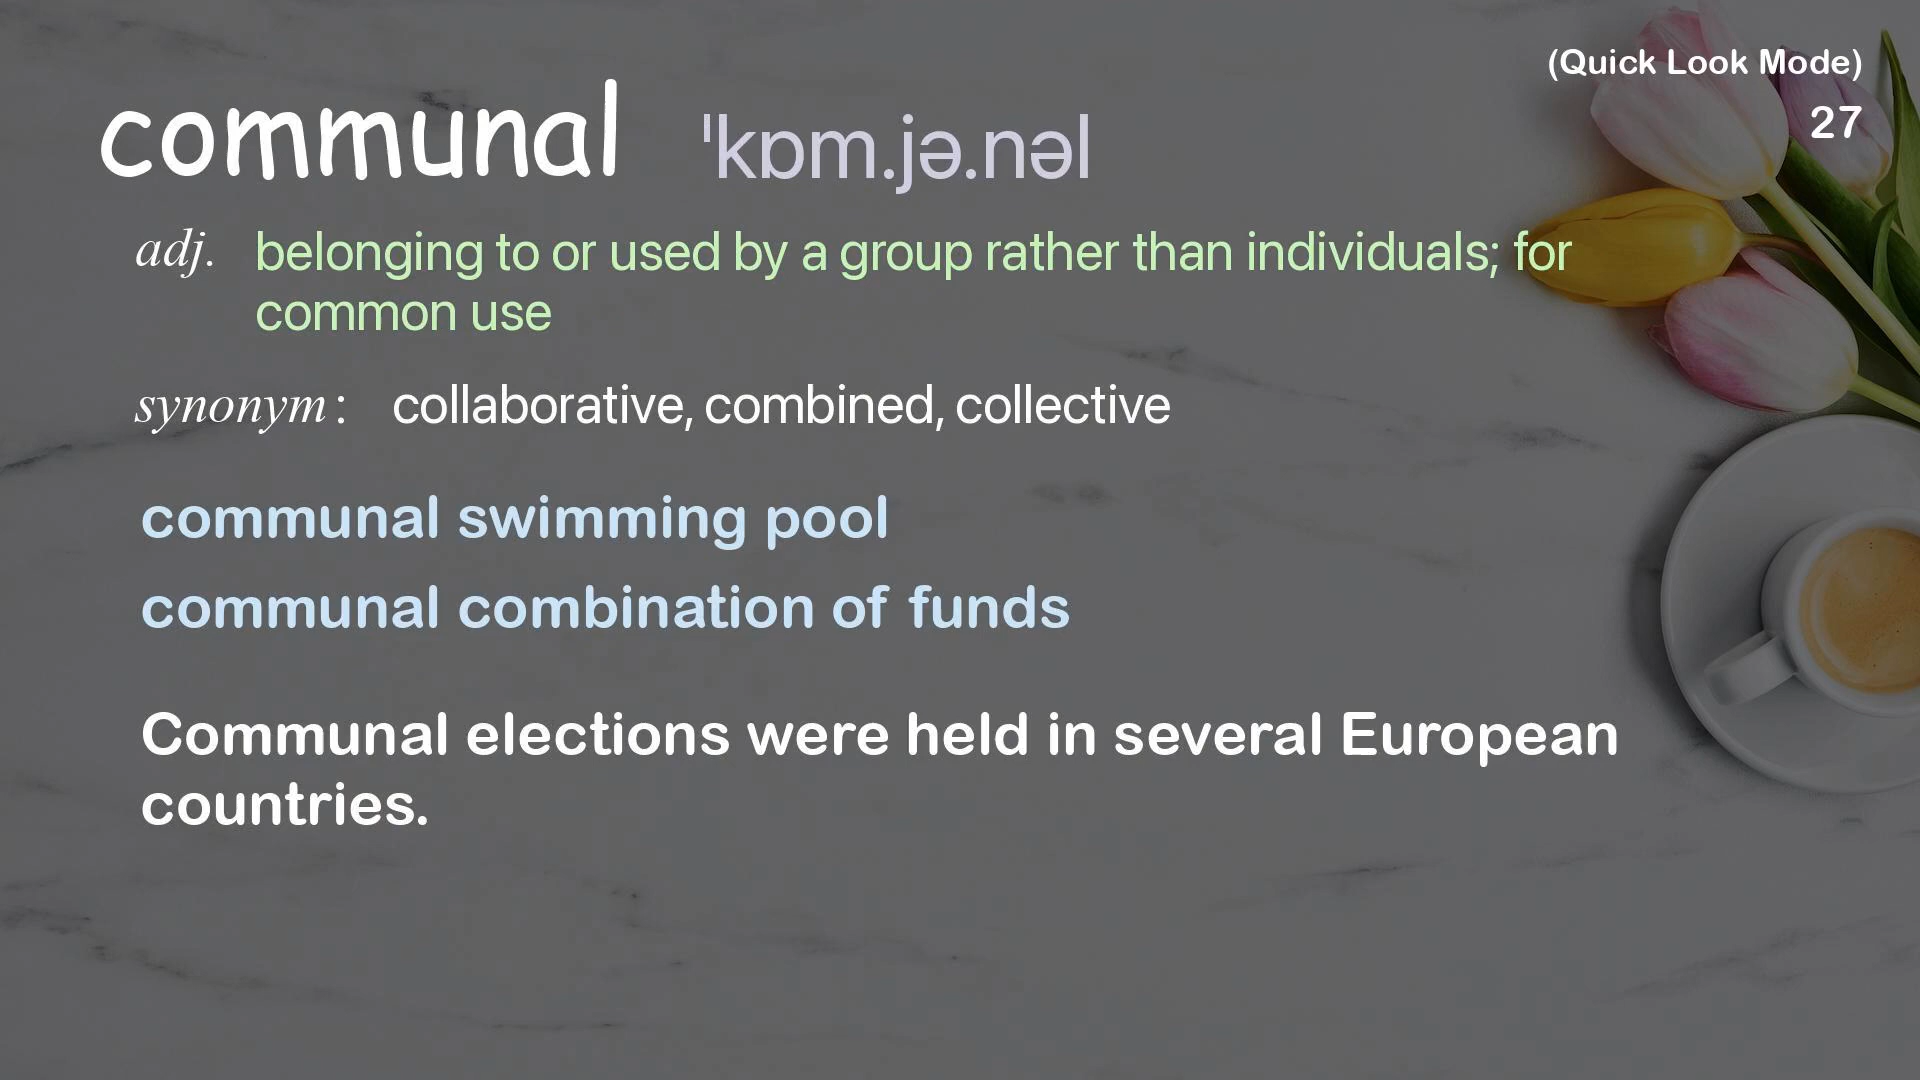 (Quick Look Mode)
27
communal ˈkɒm.jə.nəl
adj. belonging to or used by a group rather than individuals; for
common use
synonym: collaborative, combined, collective
communal swimming pool
communal combination of funds
Communal elections were held in several European
countries.